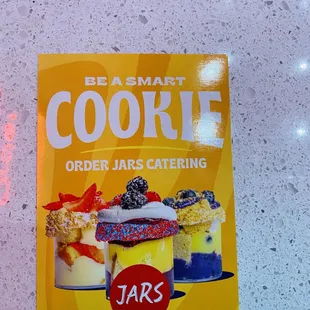 BE A SMART
COOKIE
ORDER JARS CATERING
JARS